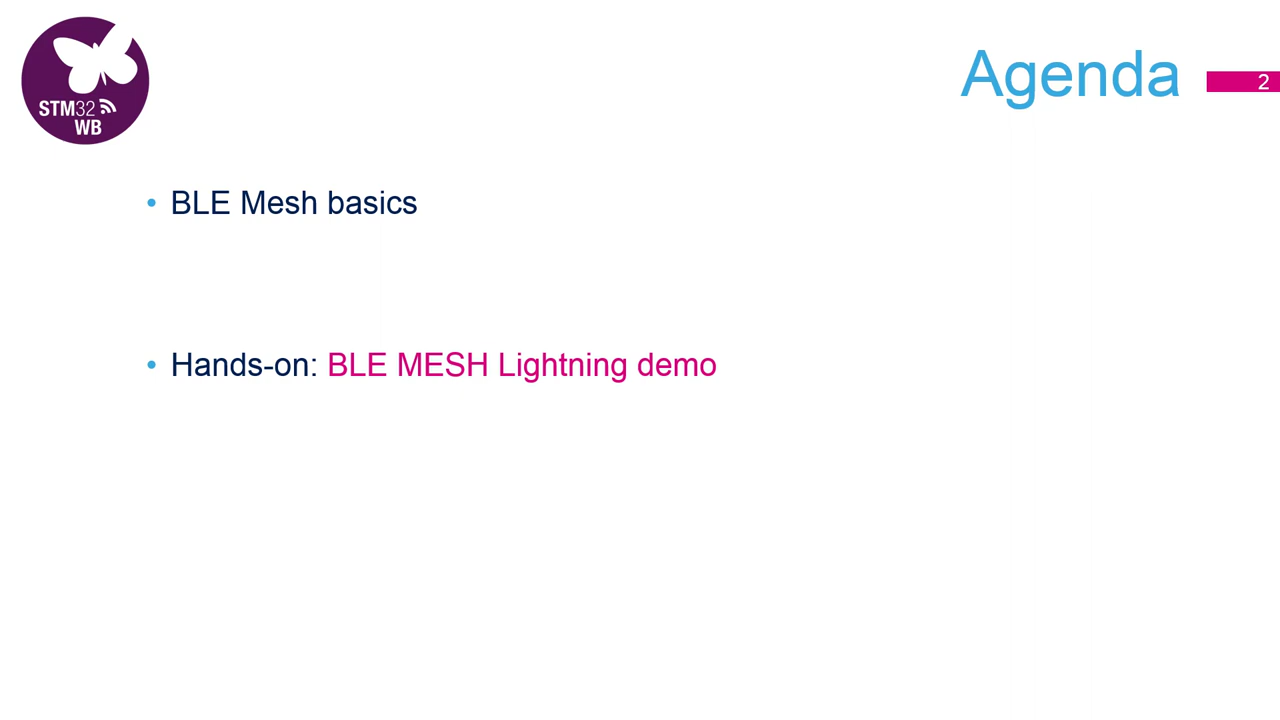 STM32
WB
Agenda
2
• BLE Mesh basics
• Hands-on: BLE MESH Lightning demo